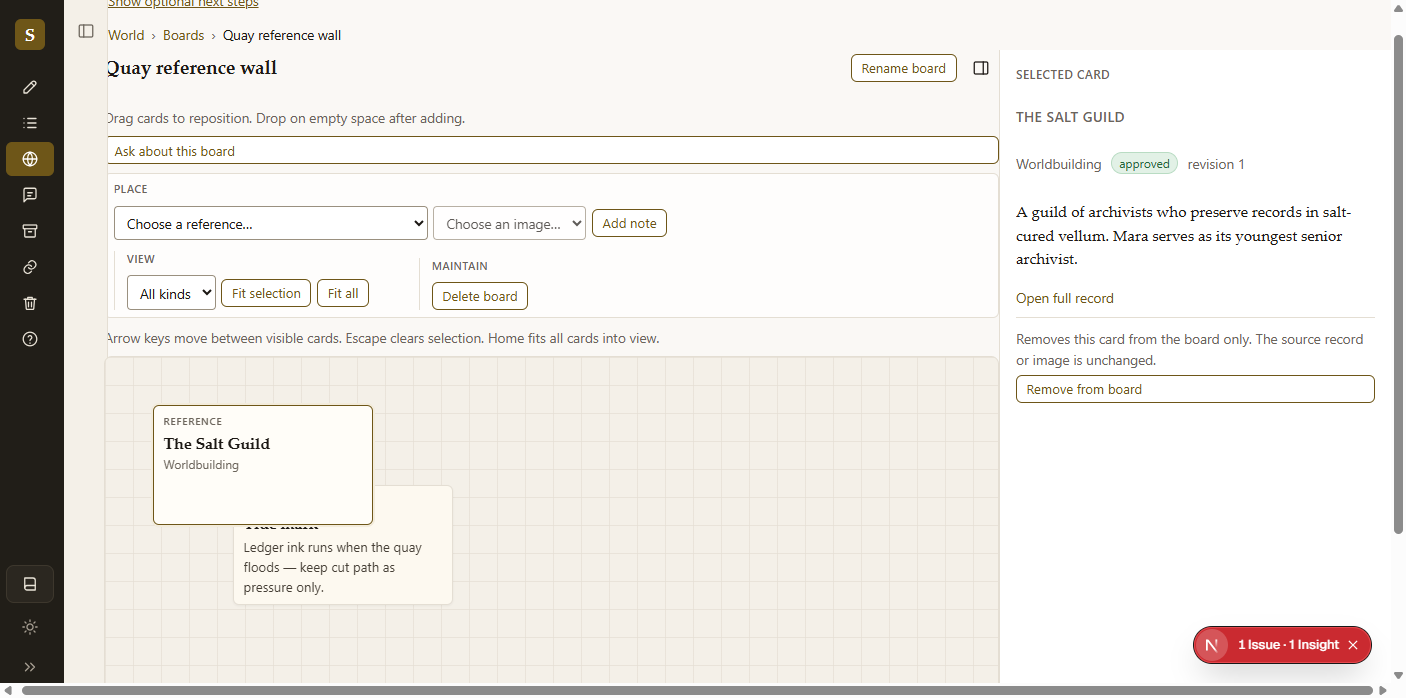 S
Show optional next steps
World › Boards › Quay reference wall
Quay reference wall
Rename board
Drag cards to reposition. Drop on empty space after adding.
Ask about this board
PLACE
Choose a reference...
Choose an image...
Add note
VIEW
All kinds
Fit selection
Fit all
MAINTAIN
Delete board
Arrow keys move between visible cards. Escape clears selection. Home fits all cards into view.
REFERENCE
The Salt Guild
Worldbuilding
Ledger ink runs when the quay
floods — keep cut path as
pressure only.
SELECTED CARD
THE SALT GUILD
Worldbuilding approved revision 1
A guild of archivists who preserve records in salt-
cured vellum. Mara serves as its youngest senior
archivist.
Open full record
Removes this card from the board only. The source record
or image is unchanged.
Remove from board
N 1 Issue · 1 Insight